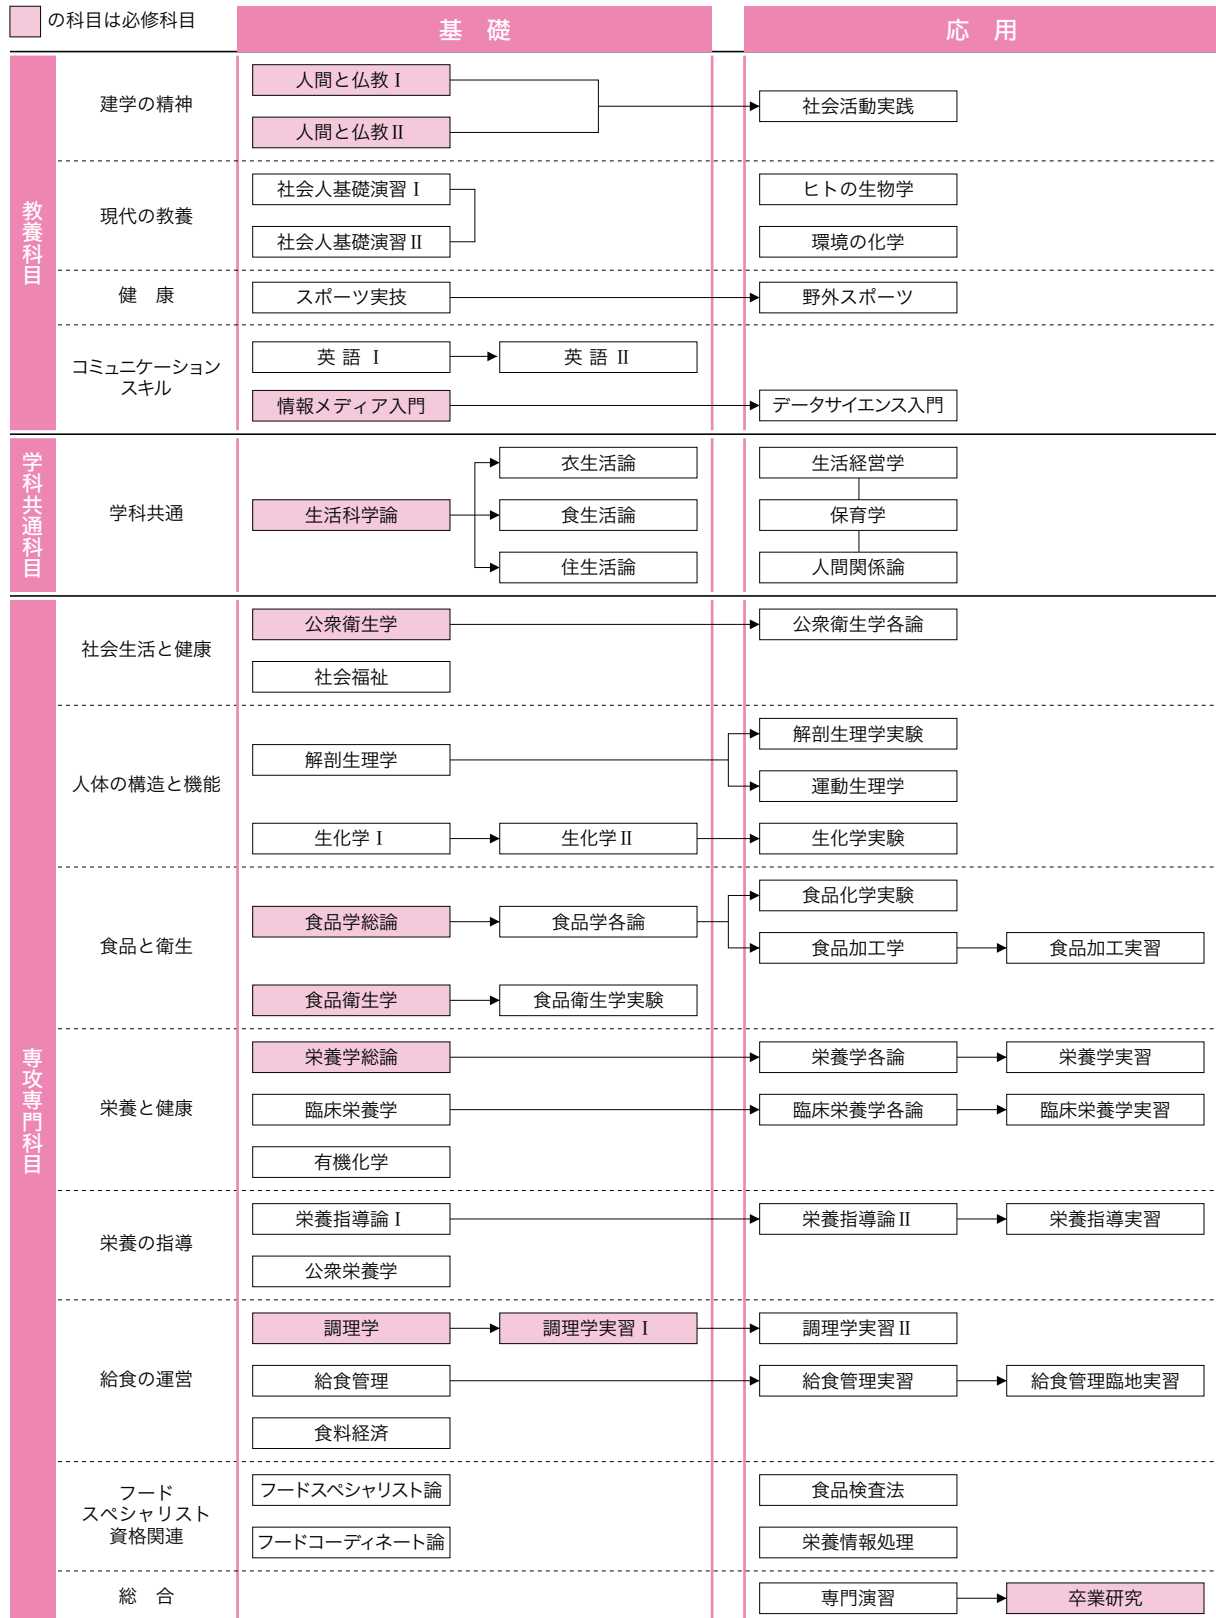 の科目は必修科目
基 礎
応 用
教養科目
建学の精神
人間と仏教 I
人間と仏教 II
社会活動実践
現代の教養
社会人基礎演習 I
社会人基礎演習 II
ヒトの生物学
環境の化学
健 康
スポーツ実技
野外スポーツ
コミュニケーション
スキル
英 語 I
英 語 II
情報メディア入門
データサイエンス入門
学科共通科目
学科共通
生活科学論
衣生活論
食生活論
住生活論
生活経営学
保育学
人間関係論
専攻専門科目
社会生活と健康
公衆衛生学
公衆衛生学各論
社会福祉
人体の構造と機能
解剖生理学
解剖生理学実験
運動生理学
生化学 I
生化学 II
生化学実験
食品と衛生
食品学総論
食品学各論
食品化学実験
食品加工学
食品加工実習
食品衛生学
食品衛生学実験
栄養と健康
栄養学総論
栄養学各論
栄養学実習
臨床栄養学
臨床栄養学各論
臨床栄養学実習
有機化学
栄養の指導
栄養指導論 I
栄養指導論 II
栄養指導実習
公衆栄養学
給食の運営
調理学
調理学実習 I
調理学実習 II
給食管理
給食管理実習
給食管理臨地実習
食料経済
フード
スペシャリスト
資格関連
フードスペシャリスト論
食品検査法
フードコーディネート論
栄養情報処理
総 合
専門演習
卒業研究